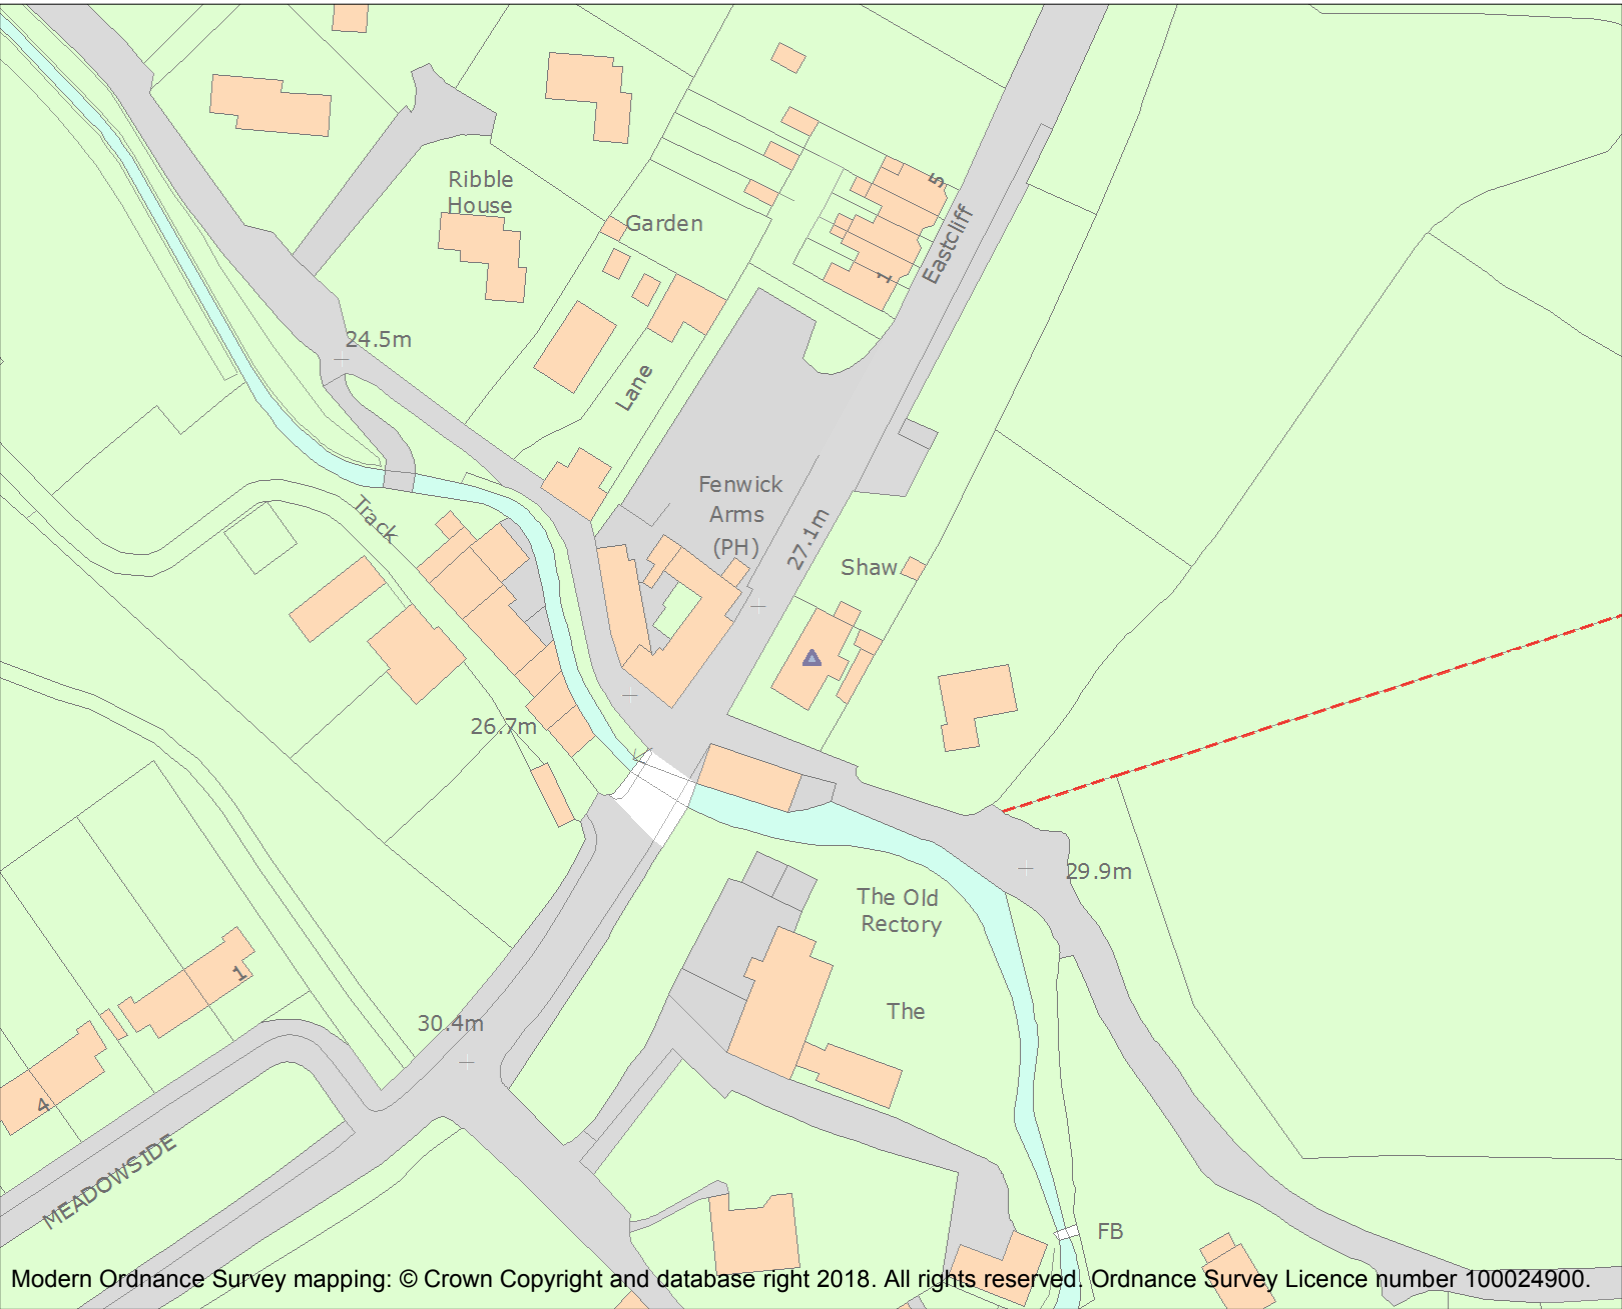 Ribble
House
Garden
5
Eastcliff
1
24.5m
Lane
Fenwick
Arms
(PH)
27.1m
Track
Shaw
26.7m
29.9m
The Old
Rectory
The
1
30.4m
4
MEADOWSIDE
FB
Modern Ordnance Survey mapping: © Crown Copyright and database right 2018. All rights reserved. Ordnance Survey Licence number 100024900.